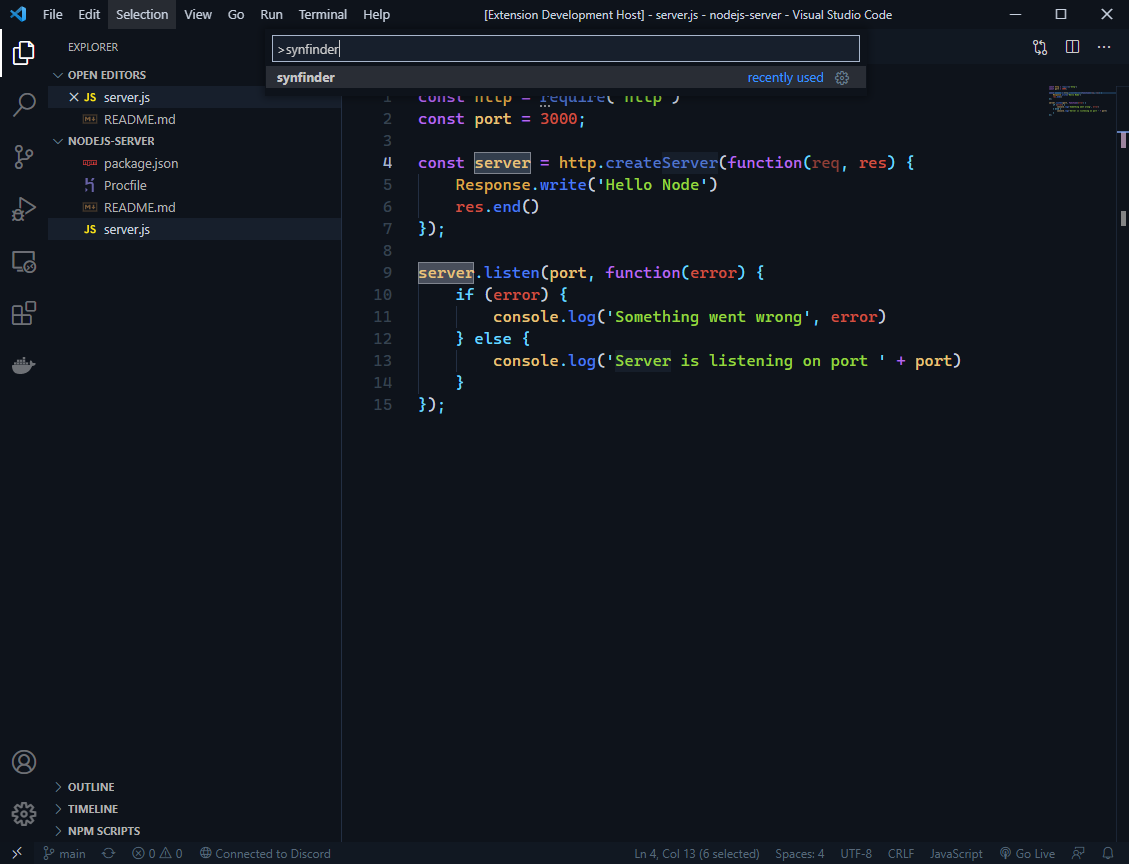 File Edit Selection View Go Run Terminal Help [Extension Development Host] - server.js - nodejs-server - Visual Studio Code
EXPLORER
>synfinder
synfinder recently used
OPEN EDITORS
JS server.js
README.md
NODEJS-SERVER
package.json
Procfile
README.md
JS server.js
OUTLINE
TIMELINE
NPM SCRIPTS
1 const http = require('http')
2 const port = 3000;
3
4 const server = http.createServer(function(req, res) {
5 Response.write('Hello Node')
6 res.end()
7 });
8
9 server.listen(port, function(error) {
10 if (error) {
11 console.log('Something went wrong', error)
12 } else {
13 console.log('Server is listening on port ' + port)
14 }
15 });
main 0 0 Connected to Discord Ln 4, Col 13 (6 selected) Spaces: 4 UTF-8 CRLF JavaScript Go Live